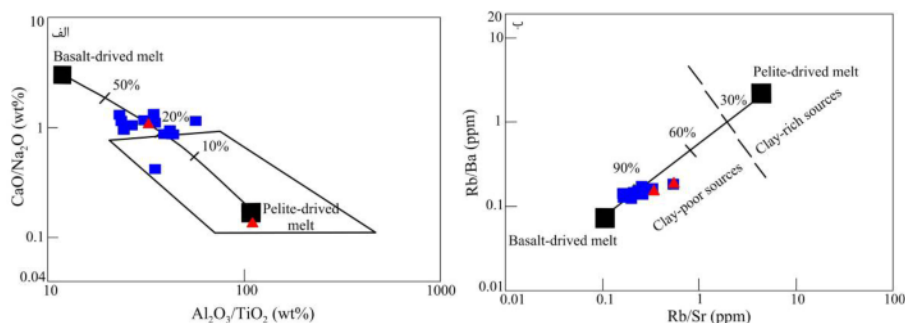 الف
10
Basalt-drived melt
50%
20%
10%
1
0.1
0.04
Pelite-drived
melt
10
100
1000
CaO/Na₂O (wt%)
Al₂O₃/TiO₂ (wt%)
ب
20
10
1
0.1
0.01
Pelite-drived melt
30%
60%
90%
Clay-rich sources
Clay-poor sources
Basalt-drived melt
0.01
0.1
1
10
100
Rb/Ba (ppm)
Rb/Sr (ppm)